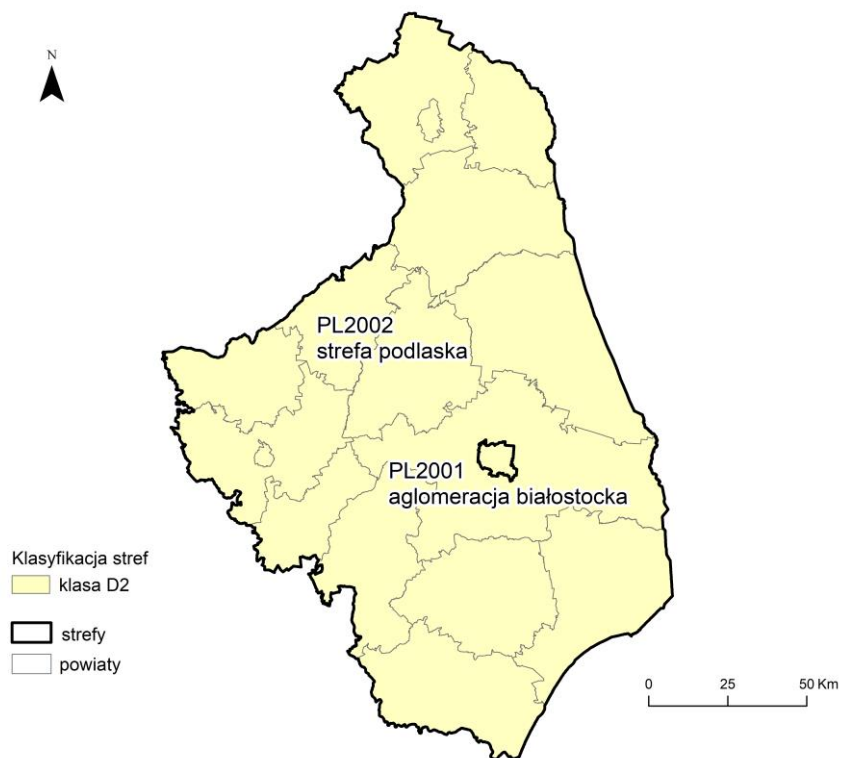 N
PL2002
strefa podlaska
PL2001
aglomeracja białostocka
Klasyfikacja stref
klasa D2
strefy
powiaty
0 25 50 Km